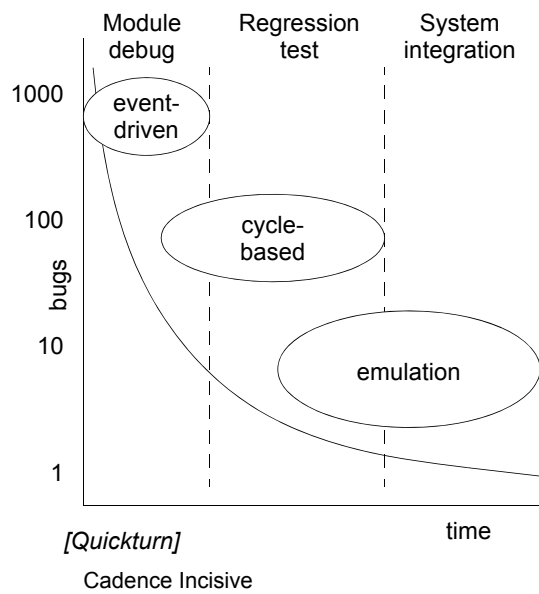 Module
debug
Regression
test
System
integration
1000
event-
driven
100
cycle-
based
bugs
10
emulation
1
time
[Quickturn]
Cadence Incisive